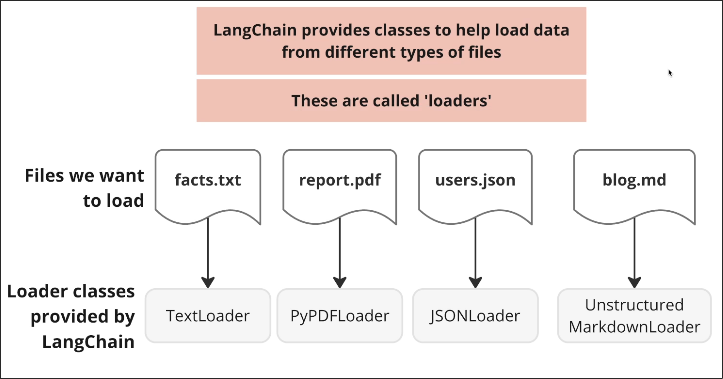 LangChain provides classes to help load data
from different types of files
These are called 'loaders'
Files we want
to load
facts.txt
report.pdf
users.json
blog.md
Loader classes
provided by
LangChain
TextLoader
PyPDFLoader
JSONLoader
Unstructured
MarkdownLoader